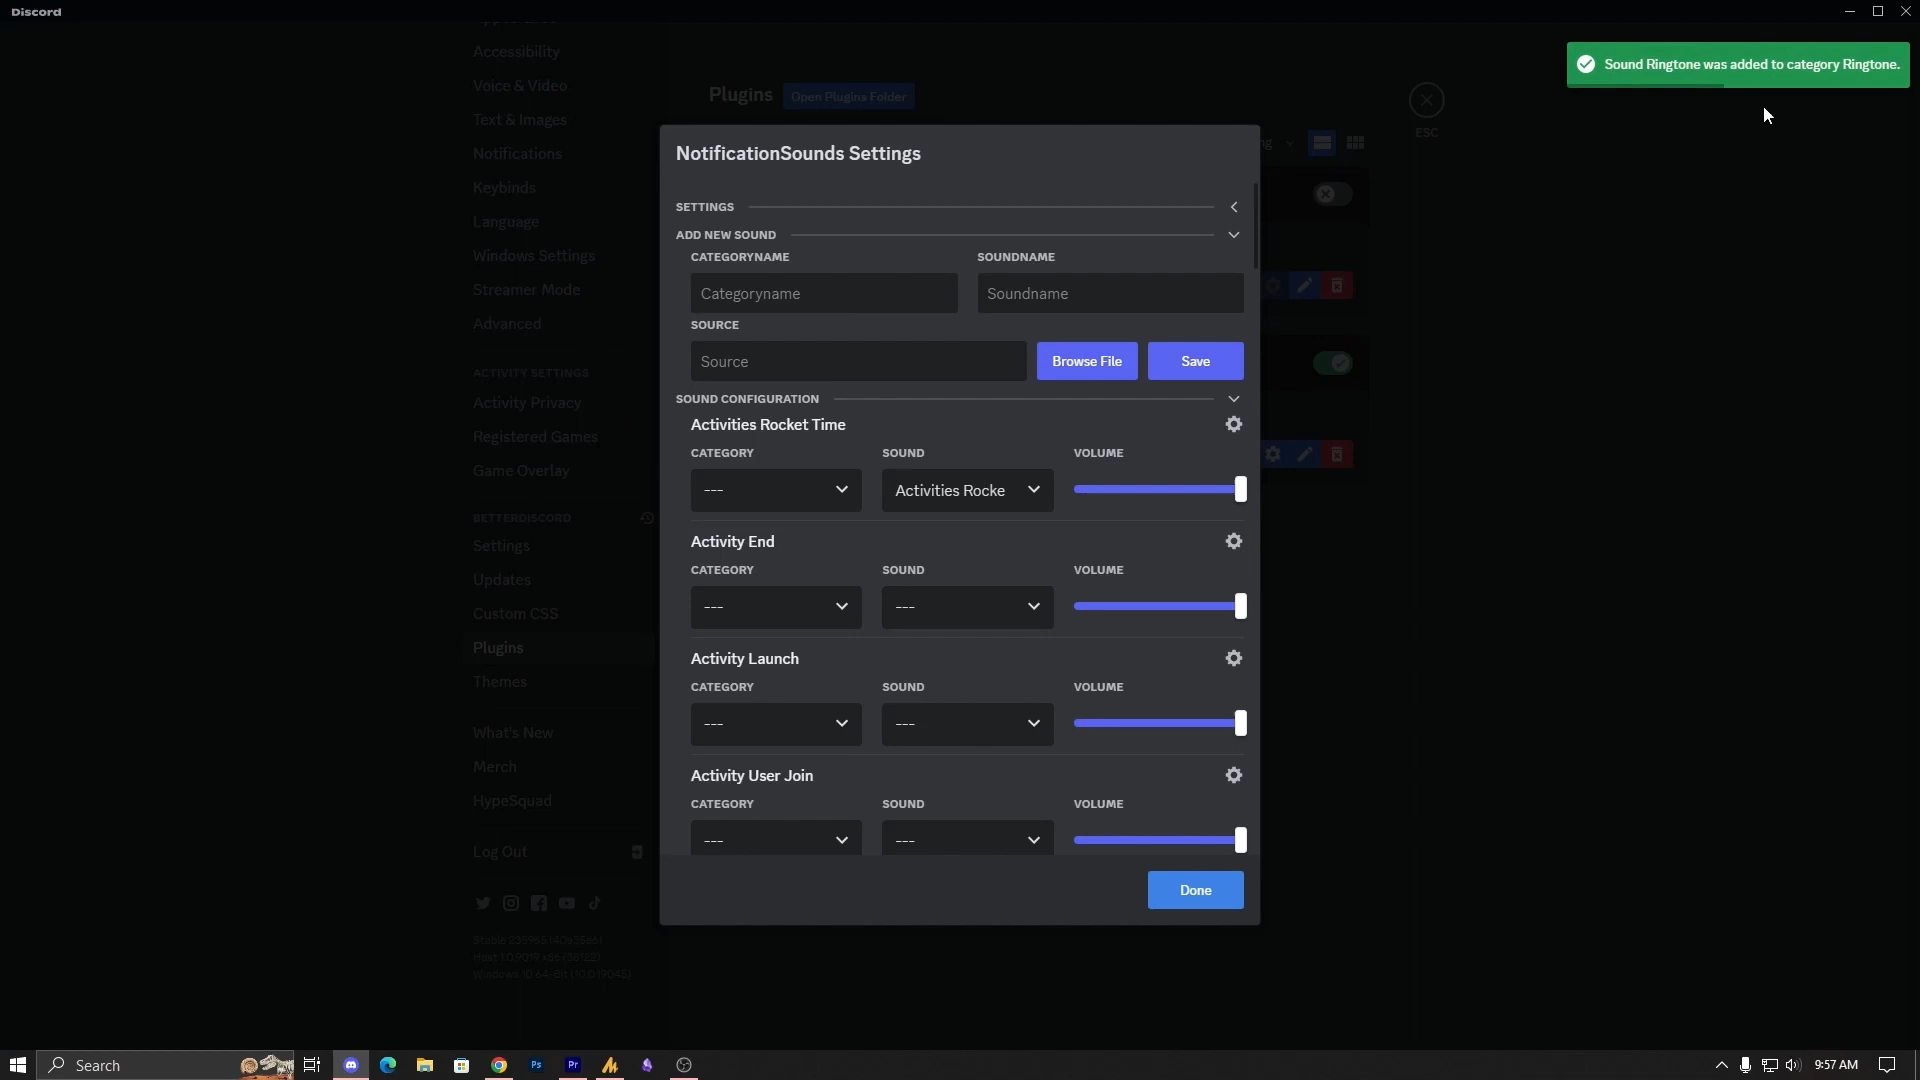 Discord
Accessibility
Voice & Video
Text & Images
Notifications
Keybinds
Language
Windows Settings
Streamer Mode
Advanced
ACTIVITY SETTINGS
Activity Privacy
Registered Games
Game Overlay
BETTERDISCORD
Settings
Updates
Custom CSS
Plugins
Themes
What's New
Merch
HypeSquad
Log Out
Plugins
Open Plugins Folder
ESC
Sound Ringtone was added to category Ringtone.
NotificationSounds Settings
SETTINGS
ADD NEW SOUND
CATEGORYNAME SOUNDNAME
Categoryname Soundname
SOURCE
Source Browse File Save
SOUND CONFIGURATION
Activities Rocket Time
CATEGORY SOUND VOLUME
--- Activities Rocke
Activity End
CATEGORY SOUND VOLUME
--- ---
Activity Launch
CATEGORY SOUND VOLUME
--- ---
Activity User Join
CATEGORY SOUND VOLUME
--- ---
Done
Search
Ps
Pr
9:57 AM